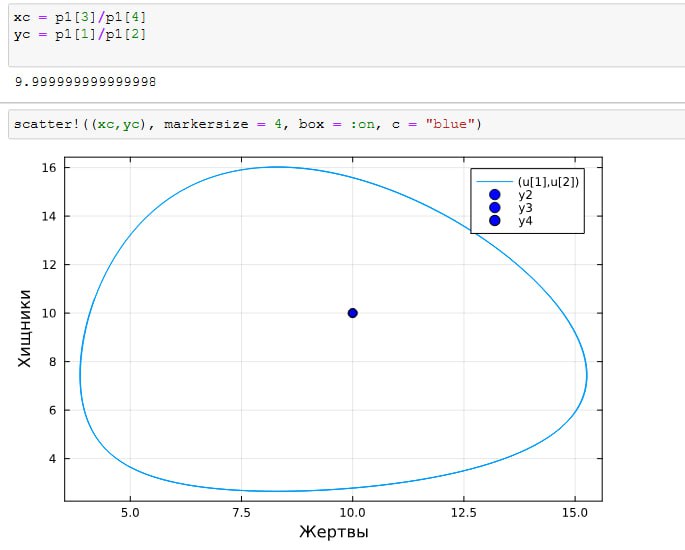 xc = p1[3]/p1[4]
yc = p1[1]/p1[2]
9.999999999999998
scatter!((xc,yc), markersize = 4, box = :on, c = "blue")
(u[1],u[2])
y2
y3
y4
16
14
12
10
8
6
4
Хищники
5.0 7.5 10.0 12.5 15.0
Жертвы